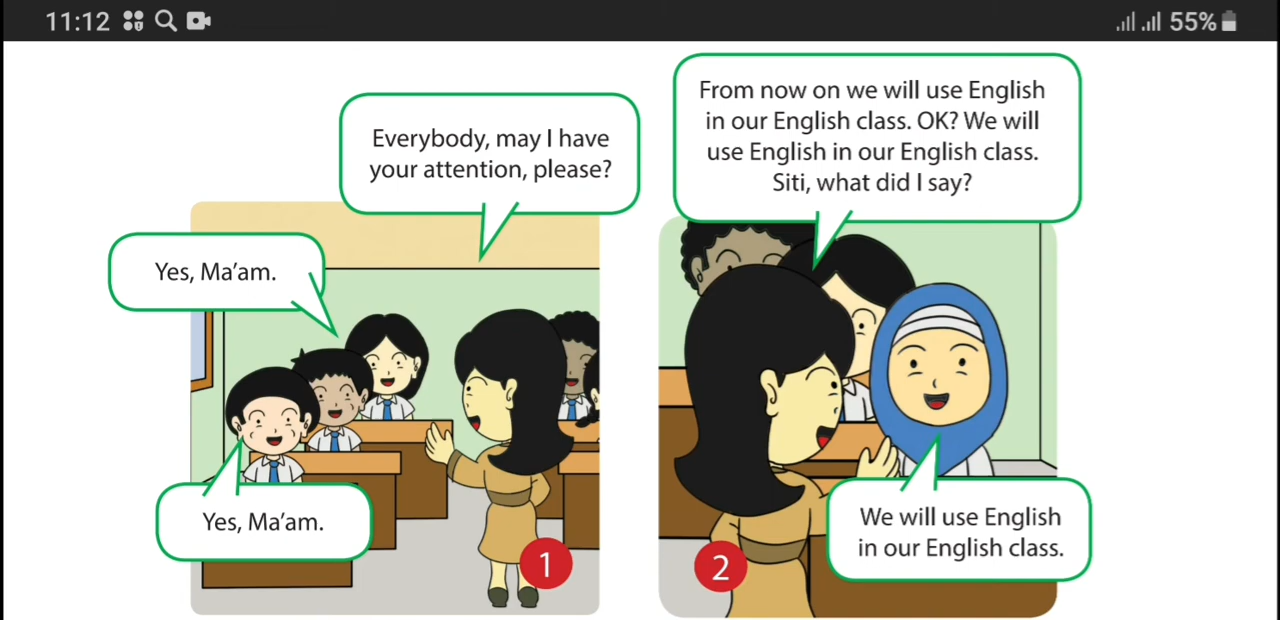 11:12
55%
Everybody, may I have
your attention, please?
Yes, Ma'am.
Yes, Ma'am.
1
From now on we will use English
in our English class. OK? We will
use English in our English class.
Siti, what did I say?
We will use English
in our English class.
2